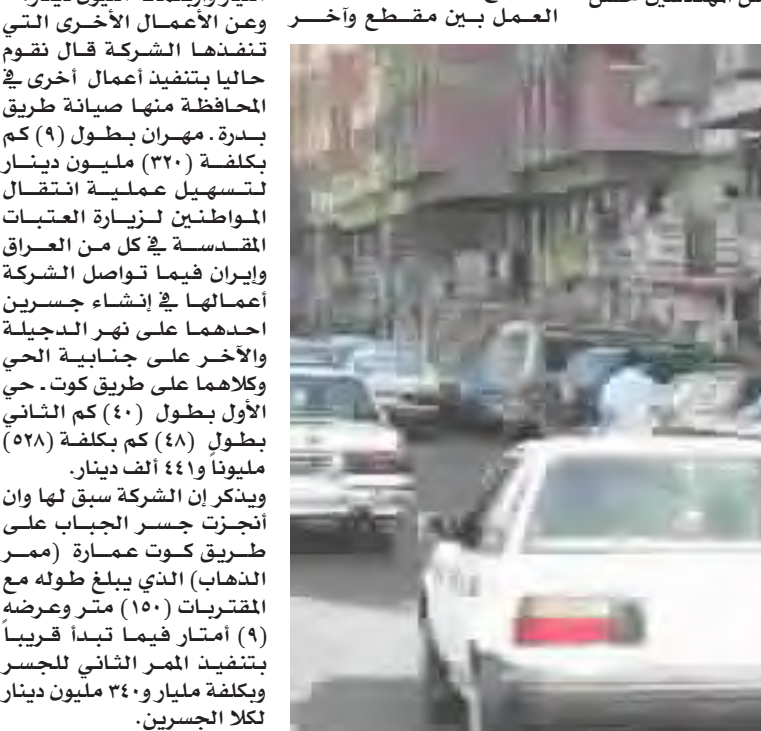 العمل بين مقطع وآخر
وعن الأعمال الأخرى التي
تنفذها الشركة قال نقوم
حاليا بتنفيذ أعمال أخرى في
المحافظة منها صيانة طريق
بدرة . مهران بطول (٩) كم
بكلفة (٣٢٠) مليون دينار
لتسهيل عملية انتقال
المواطنين لزيارة العتبات
المقدسة في كل من العراق
وإيران فيما تواصل الشركة
أعمالها في إنشاء جسرين
احدهما على نهر الدجيلة
والآخر على جنابية الحي
وكلاهما على طريق كوت . حي
الأول بطول (٤٠) كم الثاني
بطول (٤٨) كم بكلفة (٥٢٨)
مليوناً و٤٤١ ألف دينار.
ويذكر إن الشركة سبق لها وان
أنجزت جسر الجباب على
طريق كوت عمارة (ممر
الذهاب) الذي يبلغ طوله مع
المقتربات (١٥٠) متر وعرضه
(٩) أمتار فيما تبدأ قريباً
بتنفيذ الممر الثاني للجسر
وبكلفة مليار و٣٤٠ مليون دينار
لكلا الجسرين.